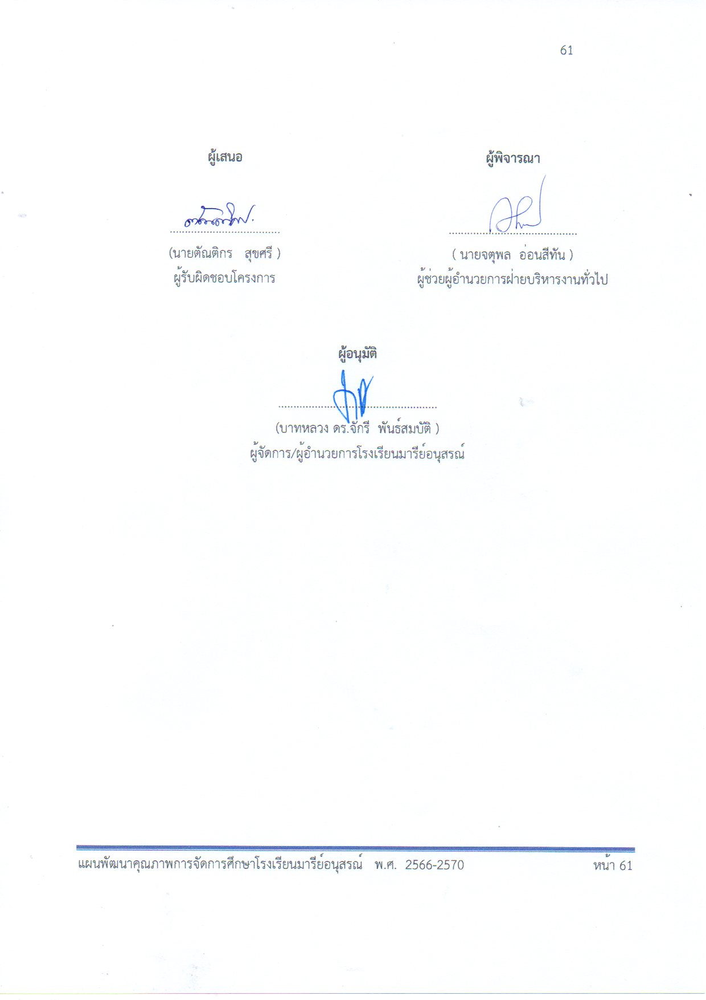 61
ผู้เสนอ
(นายตัณติกร สุขศรี )
ผู้รับผิดชอบโครงการ
ผู้พิจารณา
( นายจตุพล อ่อนสีทัน )
ผู้ช่วยผู้อำนวยการฝ่ายบริหารงานทั่วไป
ผู้อนุมัติ
(บาทหลวง ดร.จักรี พันธ์สมบัติ )
ผู้จัดการ/ผู้อำนวยการโรงเรียนมารีย์อนุสรณ์
แผนพัฒนาคุณภาพการจัดการศึกษาโรงเรียนมารีย์อนุสรณ์ พ.ศ. 2566-2570 หน้า 61